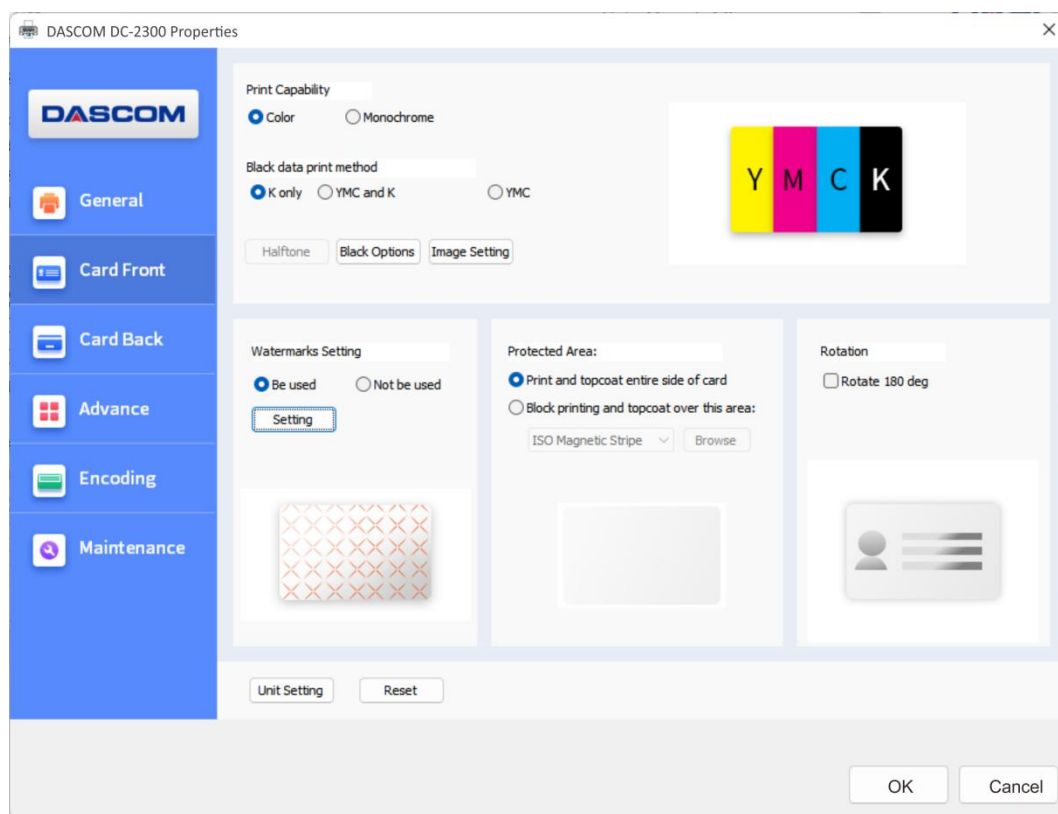 DASCOM DC-2300 Properties
DASCOM
General
Card Front
Card Back
Advance
Encoding
Maintenance
Print Capability
Color Monochrome
Black data print method
K only YMC and K YMC
Halftone Black Options Image Setting
Y M C K
Watermarks Setting
Be used Not be used
Setting
Protected Area:
Print and topcoat entire side of card
Block printing and topcoat over this area:
ISO Magnetic Stripe Browse
Rotation
Rotate 180 deg
Unit Setting Reset
OK Cancel